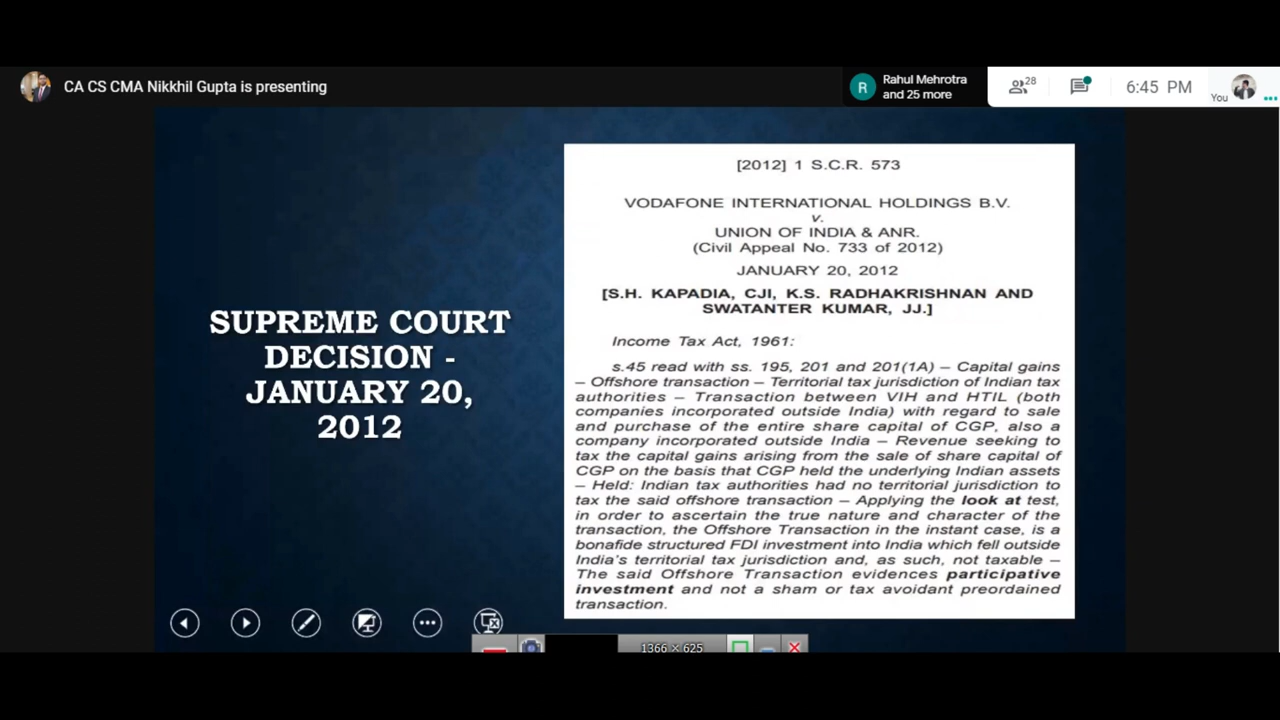 CA CS CMA Nikkhil Gupta is presenting
R
Rahul Mehrotra
and 25 more
28
6:45 PM
You
SUPREME COURT
DECISION -
JANUARY 20,
2012
[2012] 1 S.C.R. 573
VODAFONE INTERNATIONAL HOLDINGS B.V.
v.
UNION OF INDIA & ANR.
(Civil Appeal No. 733 of 2012)
JANUARY 20, 2012
[S.H. KAPADIA, CJI, K.S. RADHAKRISHNAN AND
SWATANTER KUMAR, JJ.]
Income Tax Act, 1961:
s.45 read with ss. 195, 201 and 201(1A) – Capital gains
– Offshore transaction – Territorial tax jurisdiction of Indian tax
authorities – Transaction between VIH and HTIL (both
companies incorporated outside India) with regard to sale
and purchase of the entire share capital of CGP, also a
company incorporated outside India – Revenue seeking to
tax the capital gains arising from the sale of share capital of
CGP on the basis that CGP held the underlying Indian assets
– Held: Indian tax authorities had no territorial jurisdiction to
tax the said offshore transaction – Applying the look at test,
in order to ascertain the true nature and character of the
transaction, the Offshore Transaction in the instant case, is a
bonafide structured FDI investment into India which fell outside
India's territorial tax jurisdiction and, as such, not taxable –
The said Offshore Transaction evidences participative
investment and not a sham or tax avoidant preordained
transaction.
1366 × 625